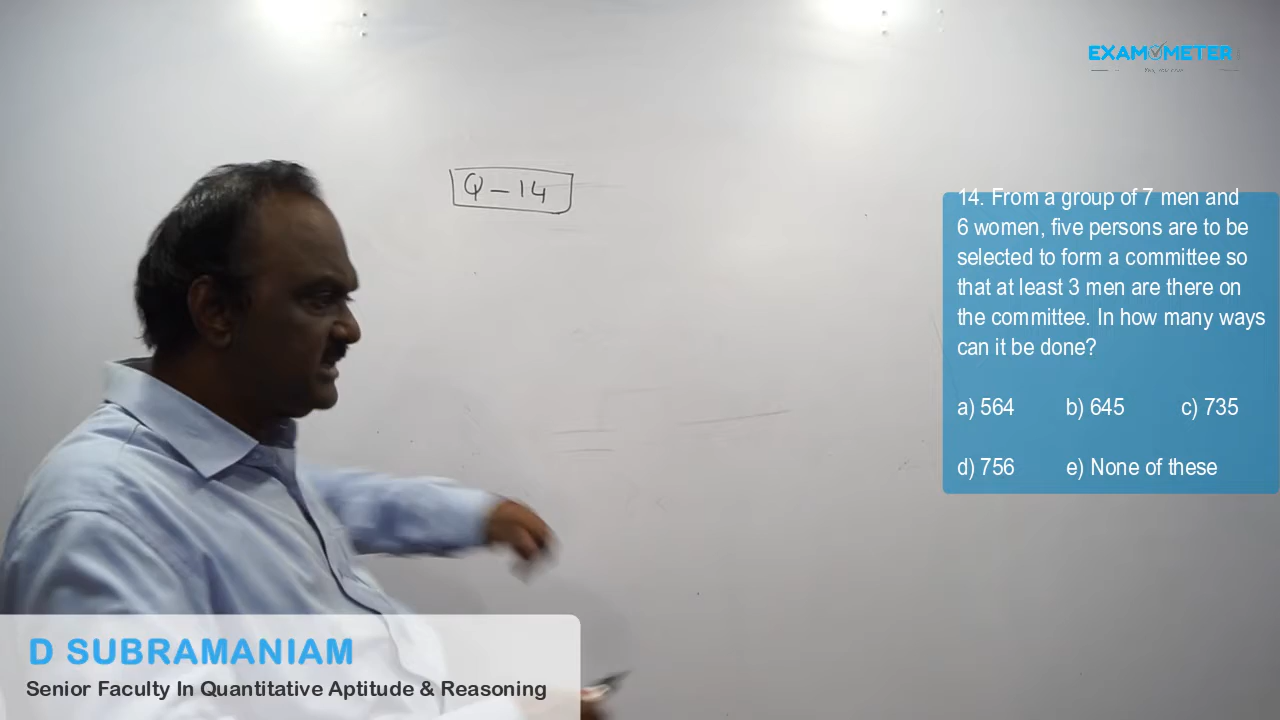 EXAMOMETER
Q - 14
14. From a group of 7 men and
6 women, five persons are to be
selected to form a committee so
that at least 3 men are there on
the committee. In how many ways
can it be done?
a) 564 b) 645 c) 735
d) 756 e) None of these
D SUBRAMANIAM
Senior Faculty In Quantitative Aptitude & Reasoning